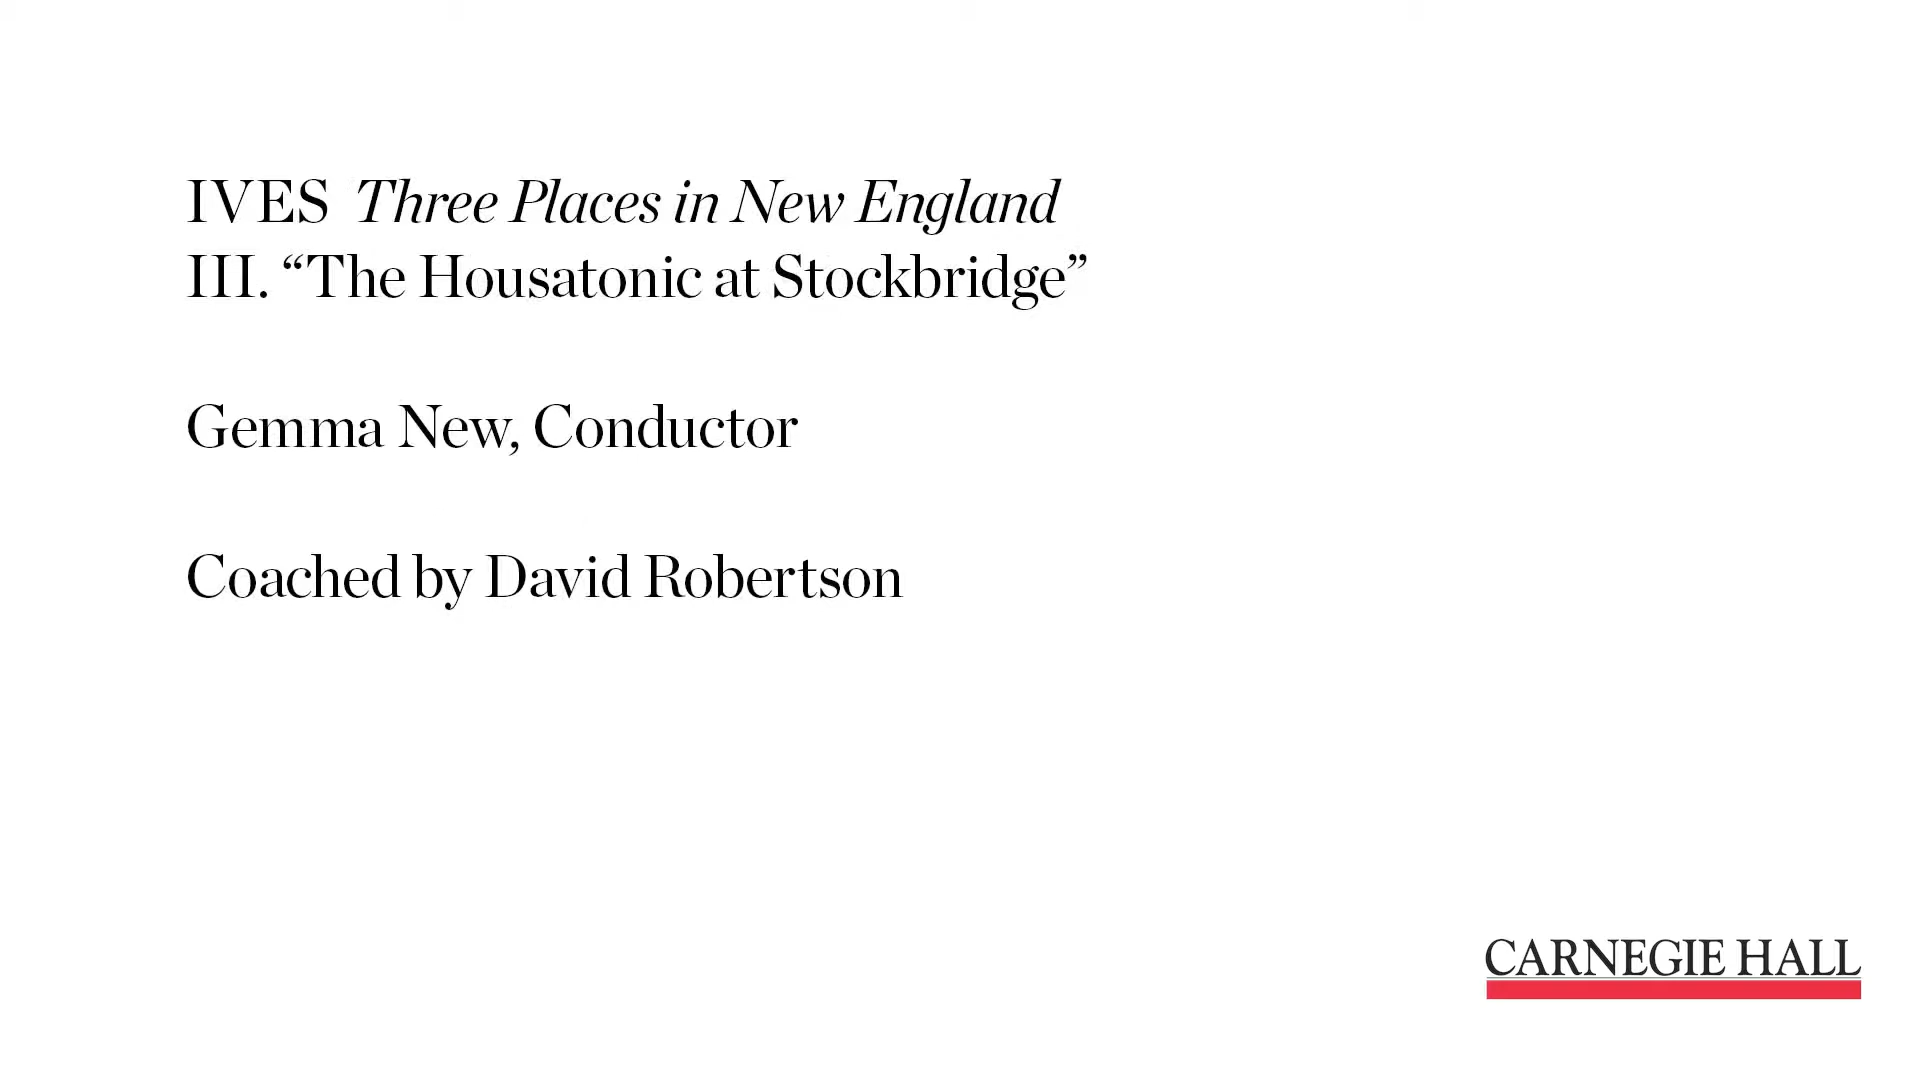 IVES Three Places in New England
III. “The Housatonic at Stockbridge”
Gemma New, Conductor
Coached by David Robertson
CARNEGIE HALL